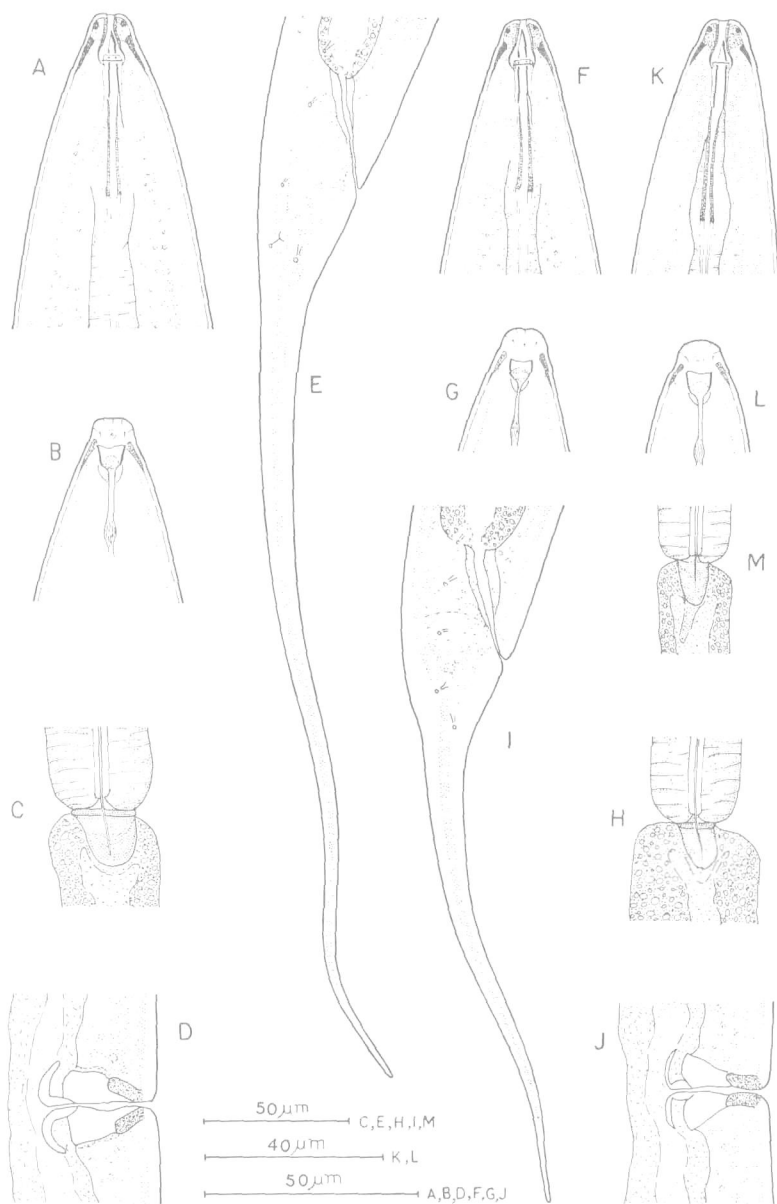 A
F
K
E
B
G
L
M
I
C
H
D
J
50 μm C, E, H, I, M
40 μm K, L
50 μm A, B, D, F, G, J